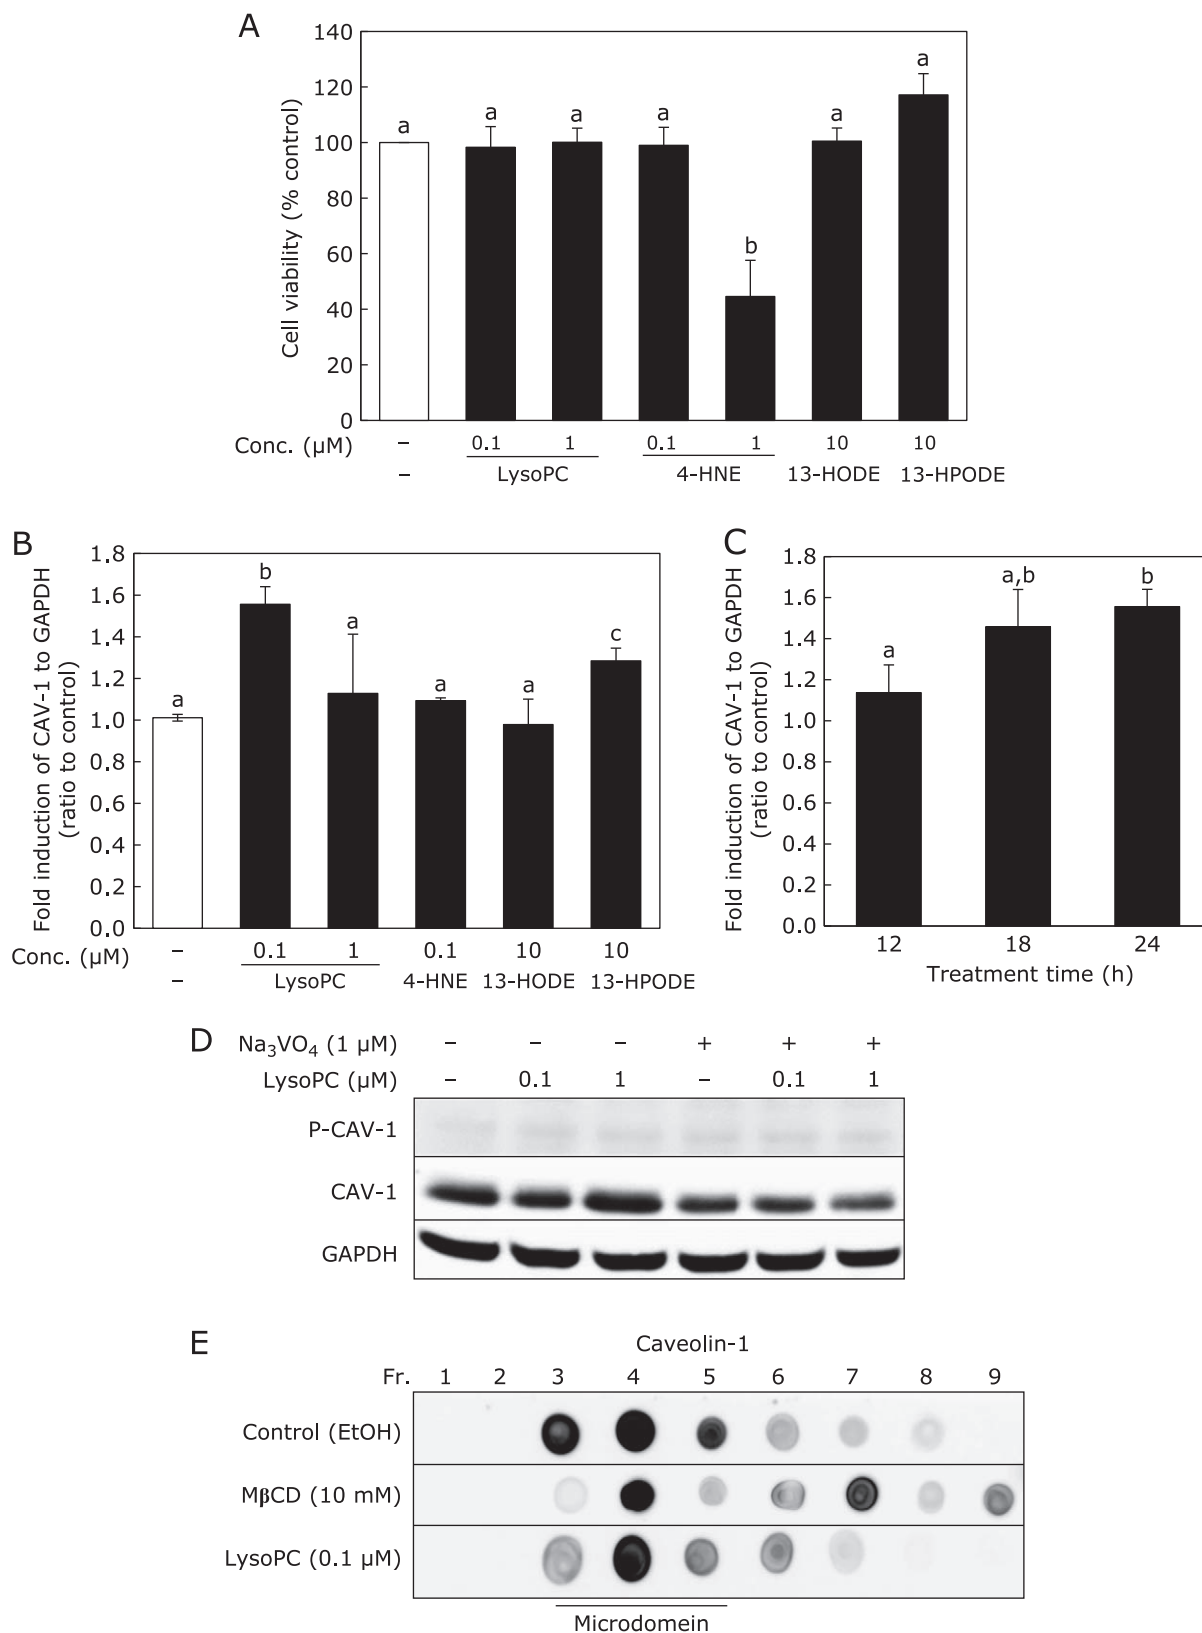 A
140
120
100
80
60
40
20
0
Cell viability (% control)
a a a a b a a
Conc. (μM) – 0.1 1 0.1 1 10 10
– LysoPC 4-HNE 13-HODE 13-HPODE
B
1.8
1.6
1.4
1.2
1.0
0.8
0.6
0.4
0.2
0.0
Fold induction of CAV-1 to GAPDH
(ratio to control)
a b a a a c
Conc. (μM) – 0.1 1 0.1 10 10
– LysoPC 4-HNE 13-HODE 13-HPODE
C
1.8
1.6
1.4
1.2
1.0
0.8
0.6
0.4
0.2
0.0
Fold induction of CAV-1 to GAPDH
(ratio to control)
a a,b b
12 18 24
Treatment time (h)
D
Na₃VO₄ (1 μM) – – – + + +
LysoPC (μM) – 0.1 1 – 0.1 1
P-CAV-1
CAV-1
GAPDH
E
Caveolin-1
Fr. 1 2 3 4 5 6 7 8 9
Control (EtOH)
MβCD (10 mM)
LysoPC (0.1 μM)
Microdomein